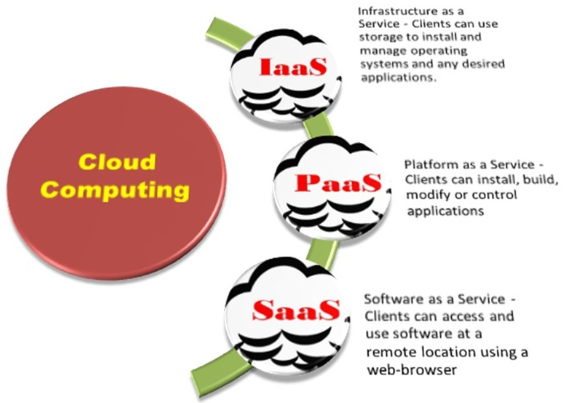 Cloud
Computing
IaaS
Infrastructure as a
Service - Clients can use
storage to install and
manage operating
systems and any desired
applications.
PaaS
Platform as a Service -
Clients can install, build,
modify or control
applications
SaaS
Software as a Service -
Clients can access and
use software at a
remote location using a
web-browser